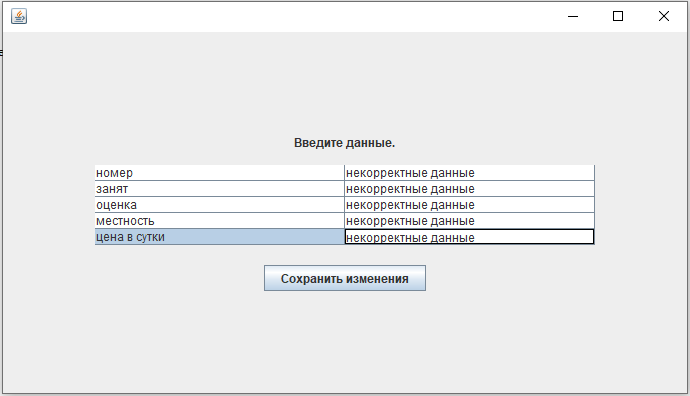 Введите данные.
номер некорректные данные
занят некорректные данные
оценка некорректные данные
местность некорректные данные
цена в сутки некорректные данные
Сохранить изменения